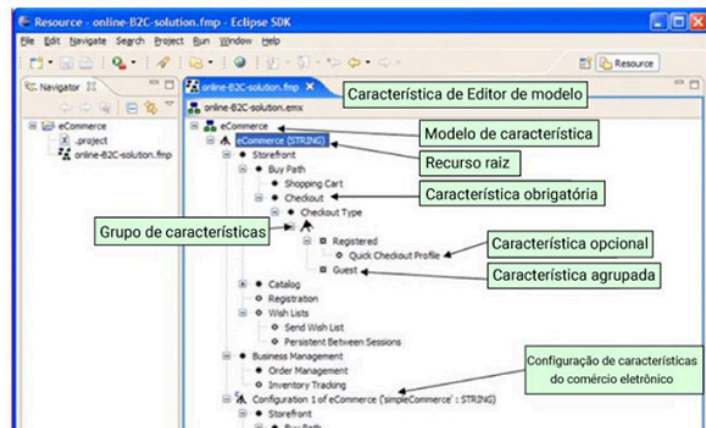 Resource - online-B2C-solution.fmp - Eclipse SDK
File Edit Navigate Search Project Run Window Help
Resource
Navigator
online-B2C-solution.fmp
Característica de Editor de modelo
online-B2C-solution.emx
eCommerce
.project
online-B2C-solution.fmp
eCommerce
Modelo de característica
eCommerce (STRING)
Recurso raiz
Storefront
Buy Path
Shopping Cart
Checkout
Característica obrigatória
Checkout Type
Grupo de características
Registered
Característica opcional
Quick Checkout Profile
Guest
Característica agrupada
Catalog
Registration
Wish Lists
Send Wish List
Persistent Between Sessions
Business Management
Configuração de características
do comércio eletrônico
Order Management
Inventory Tracking
Configuration 1 of eCommerce ('simpleCommerce' : STRING)
Storefront
Buy Path